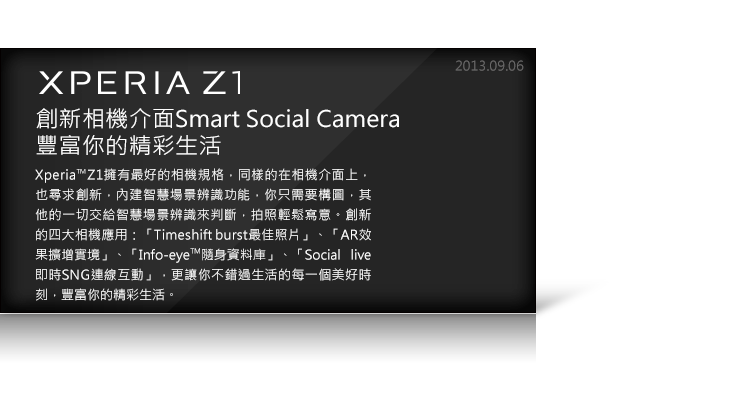 2013.09.06
XPERIA Z1
創新相機介面Smart Social Camera
豐富你的精彩生活
Xperia™Z1擁有最好的相機規格，同樣的在相機介面上，
也尋求創新，內建智慧場景辨識功能，你只需要構圖，其
他的一切交給智慧場景辨識來判斷，拍照輕鬆寫意。創新
的四大相機應用：「Timeshift burst最佳照片」、「AR效
果擴增實境」、「Info-eye™隨身資料庫」、「Social live
即時SNG連線互動」，更讓你不錯過生活的每一個美好時
刻，豐富你的精彩生活。